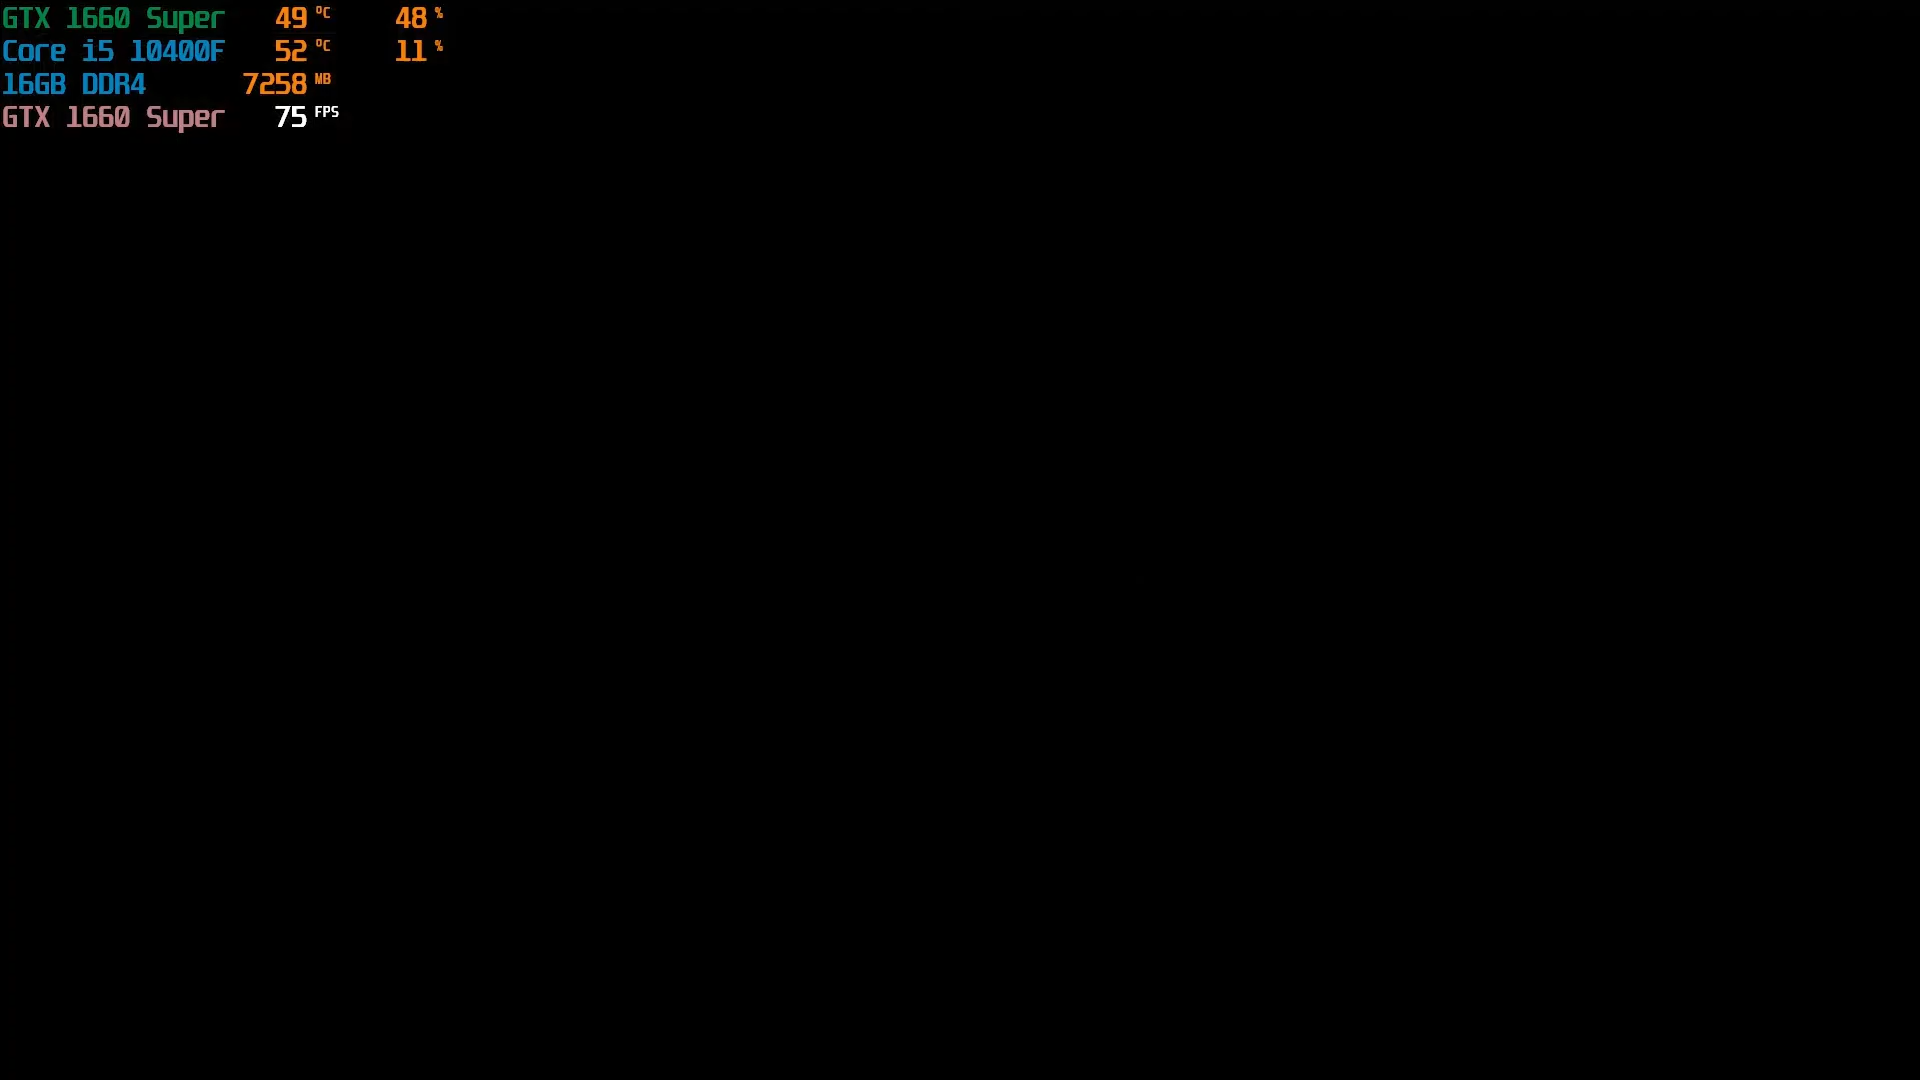 GTX 1660 Super 49 °C 48 %
Core i5 10400F 52 °C 11 %
16GB DDR4 7258 MB
GTX 1660 Super 75 FPS